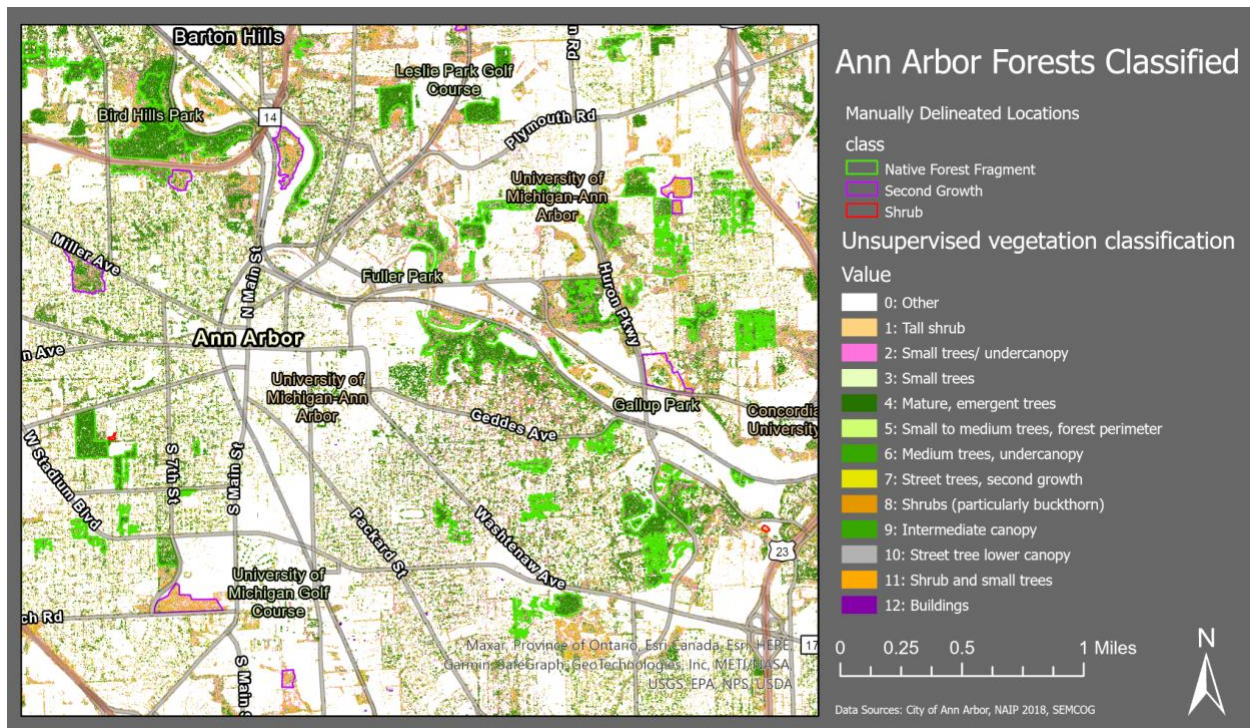 Barton Hills
n Rd
Leslie Park Golf
Course
Bird Hills Park
14
Plymouth Rd
University of
Michigan-Ann
Arbor
Miller Ave
N Main St
Fuller Park
Huron Pkwy
Ann Arbor
n Ave
University of
Michigan-Ann
Arbor
Gallup Park
Geddes Ave
Concordia
University
W Stadium Blvd
S 7th St
S Main St
Packard St
Washtenaw Ave
23
University of
Michigan Golf
Course
ch Rd
S Main S
17
Maxar, Province of Ontario, Esri Canada, Esri, HERE,
Garmin, SafeGraph, GeoTechnologies, Inc, METI/NASA,
USGS, EPA, NPS, USDA
Ann Arbor Forests Classified
Manually Delineated Locations
class
Native Forest Fragment
Second Growth
Shrub
Unsupervised vegetation classification
Value
0: Other
1: Tall shrub
2: Small trees/ undercanopy
3: Small trees
4: Mature, emergent trees
5: Small to medium trees, forest perimeter
6: Medium trees, undercanopy
7: Street trees, second growth
8: Shrubs (particularly buckthorn)
9: Intermediate canopy
10: Street tree lower canopy
11: Shrub and small trees
12: Buildings
0 0.25 0.5 1 Miles
N
Data Sources: City of Ann Arbor, NAIP 2018, SEMCOG